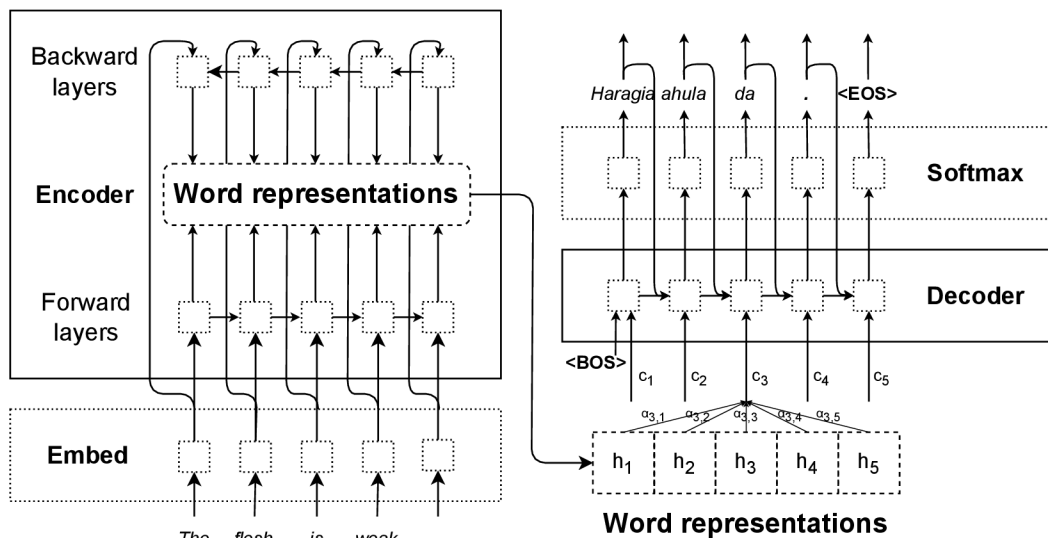 Backward
layers
Encoder
Word representations
Forward
layers
Embed
The flesh is weak
Haragia ahula da . <EOS>
Softmax
Decoder
<BOS>
c1 c2 c3 c4 c5
α3,1 α3,2 α3,3 α3,4 α3,5
h1 h2 h3 h4 h5
Word representations